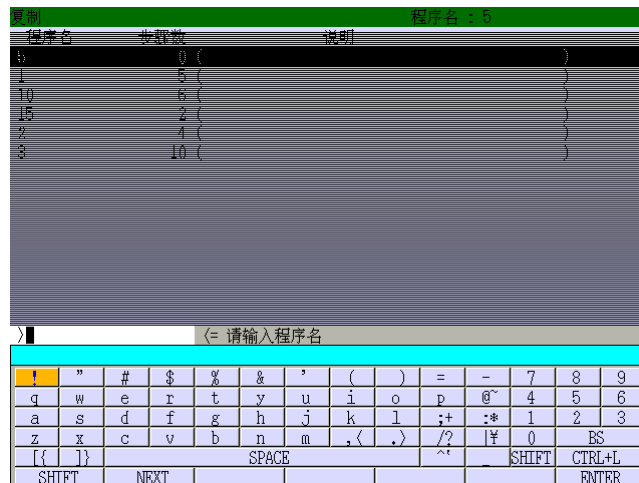 复制 程序名：5
程序名 步骤数 说明
b 0 ( )
1 5 ( )
10 6 ( )
15 2 ( )
2 4 ( )
3 10 ( )
>█ <= 请输入程序名
! " # $ % & ' ( ) = - 7 8 9
q w e r t y u i o p @~ 4 5 6
a s d f g h j k l ;+ :* 1 2 3
z x c v b n m ,< .> /? |¥ 0 BS
[{ ]} SPACE ^' _ SHIFT CTRL+L
SHIFT NEXT ENTER